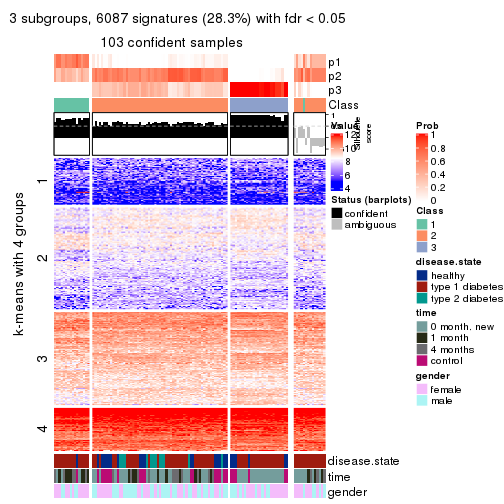 3 subgroups, 6087 signatures (28.3%) with fdr < 0.05
103 confident samples
p1
p2
p3
Class
1
Silhouette
score
Value
12
10
6
4
Status (barplots)
confident
ambiguous
Prob
1
0.8
0.6
0.4
0.2
0
Class
1
2
3
disease.state
healthy
type 1 diabetes
type 2 diabetes
time
0 month, new
1 month
4 months
control
gender
female
male
k-means with 4 groups
1
2
3
4
disease.state
time
gender